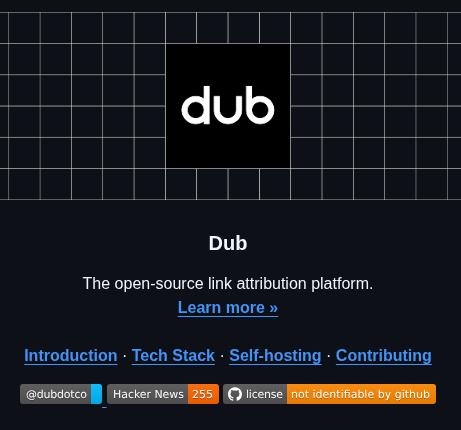 dub
Dub
The open-source link attribution platform.
Learn more »
Introduction · Tech Stack · Self-hosting · Contributing
@dubdotco Hacker News 255 license not identifiable by github